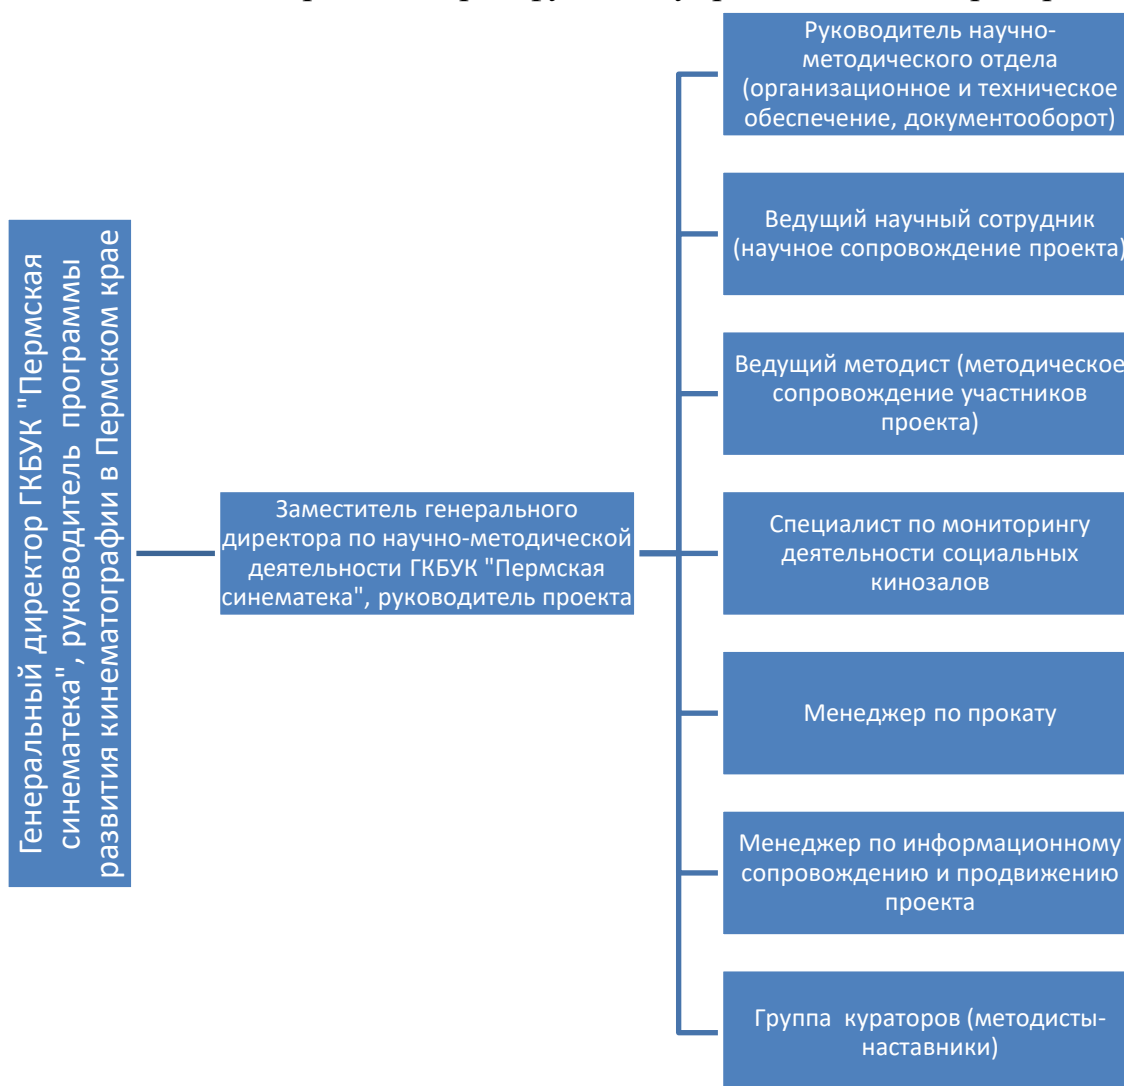 Руководитель научно-
методического отдела
(организационное и техническое
обеспечение, документооборот)
Ведущий научный сотрудник
(научное сопровождение проекта)
Ведущий методист (методическое
сопровождение участников
проекта)
Генеральный директор ГКБУК "Пермская
синематека", руководитель программы
развития кинематографии в Пермском крае
Заместитель генерального
директора по научно-методической
деятельности ГКБУК "Пермская
синематека", руководитель проекта
Специалист по мониторингу
деятельности социальных
кинозалов
Менеджер по прокату
Менеджер по информационному
сопровождению и продвижению
проекта
Группа кураторов (методисты-
наставники)